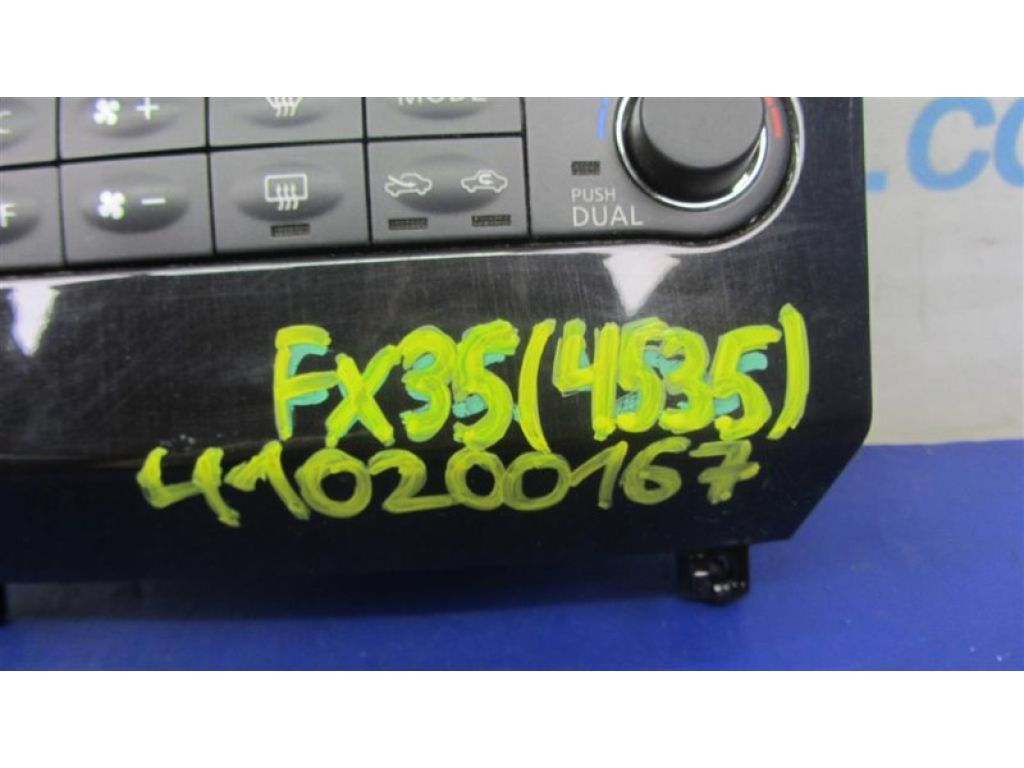 C
+
MODE
F
-
PUSH
DUAL
.CO
FX35(4535)
410200167